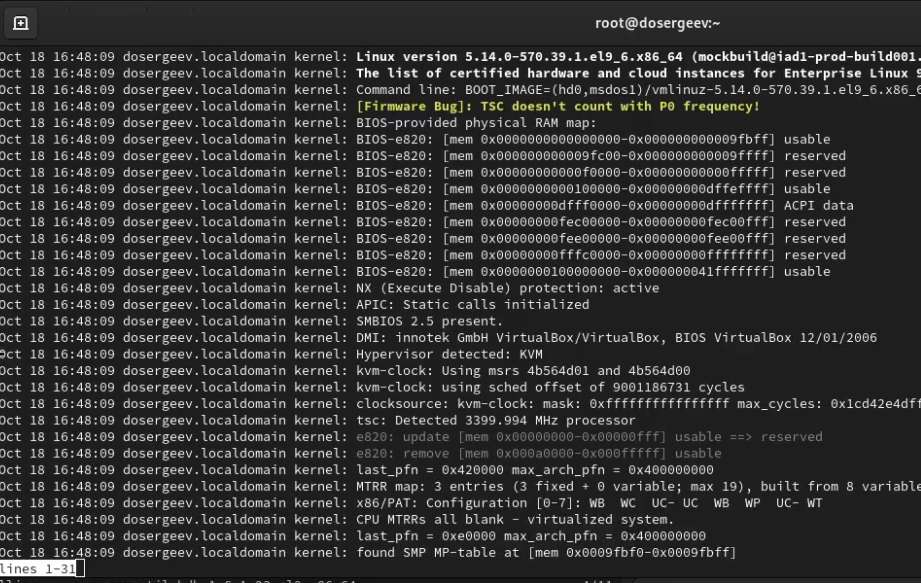 root@dosergeev:~
Oct 18 16:48:09 dosergeev.localdomain kernel: Linux version 5.14.0-570.39.1.el9_6.x86_64 (mockbuild@iad1-prod-build001.
Oct 18 16:48:09 dosergeev.localdomain kernel: The list of certified hardware and cloud instances for Enterprise Linux 9
Oct 18 16:48:09 dosergeev.localdomain kernel: Command line: BOOT_IMAGE=(hd0,msdos1)/vmlinuz-5.14.0-570.39.1.el9_6.x86_6
Oct 18 16:48:09 dosergeev.localdomain kernel: [Firmware Bug]: TSC doesn't count with P0 frequency!
Oct 18 16:48:09 dosergeev.localdomain kernel: BIOS-provided physical RAM map:
Oct 18 16:48:09 dosergeev.localdomain kernel: BIOS-e820: [mem 0x0000000000000000-0x000000000009fbff] usable
Oct 18 16:48:09 dosergeev.localdomain kernel: BIOS-e820: [mem 0x000000000009fc00-0x000000000009ffff] reserved
Oct 18 16:48:09 dosergeev.localdomain kernel: BIOS-e820: [mem 0x00000000000f0000-0x00000000000fffff] reserved
Oct 18 16:48:09 dosergeev.localdomain kernel: BIOS-e820: [mem 0x0000000000100000-0x00000000dffeffff] usable
Oct 18 16:48:09 dosergeev.localdomain kernel: BIOS-e820: [mem 0x00000000dfff0000-0x00000000dfffffff] ACPI data
Oct 18 16:48:09 dosergeev.localdomain kernel: BIOS-e820: [mem 0x00000000fec00000-0x00000000fec00fff] reserved
Oct 18 16:48:09 dosergeev.localdomain kernel: BIOS-e820: [mem 0x00000000fee00000-0x00000000fee00fff] reserved
Oct 18 16:48:09 dosergeev.localdomain kernel: BIOS-e820: [mem 0x00000000fffc0000-0x00000000ffffffff] reserved
Oct 18 16:48:09 dosergeev.localdomain kernel: BIOS-e820: [mem 0x0000000100000000-0x000000041fffffff] usable
Oct 18 16:48:09 dosergeev.localdomain kernel: NX (Execute Disable) protection: active
Oct 18 16:48:09 dosergeev.localdomain kernel: APIC: Static calls initialized
Oct 18 16:48:09 dosergeev.localdomain kernel: SMBIOS 2.5 present.
Oct 18 16:48:09 dosergeev.localdomain kernel: DMI: innotek GmbH VirtualBox/VirtualBox, BIOS VirtualBox 12/01/2006
Oct 18 16:48:09 dosergeev.localdomain kernel: Hypervisor detected: KVM
Oct 18 16:48:09 dosergeev.localdomain kernel: kvm-clock: Using msrs 4b564d01 and 4b564d00
Oct 18 16:48:09 dosergeev.localdomain kernel: kvm-clock: using sched offset of 9001186731 cycles
Oct 18 16:48:09 dosergeev.localdomain kernel: clocksource: kvm-clock: mask: 0xffffffffffffffff max_cycles: 0x1cd42e4dff
Oct 18 16:48:09 dosergeev.localdomain kernel: tsc: Detected 3399.994 MHz processor
Oct 18 16:48:09 dosergeev.localdomain kernel: e820: update [mem 0x00000000-0x00000fff] usable ==> reserved
Oct 18 16:48:09 dosergeev.localdomain kernel: e820: remove [mem 0x000a0000-0x000fffff] usable
Oct 18 16:48:09 dosergeev.localdomain kernel: last_pfn = 0x420000 max_arch_pfn = 0x400000000
Oct 18 16:48:09 dosergeev.localdomain kernel: MTRR map: 3 entries (3 fixed + 0 variable; max 19), built from 8 variable
Oct 18 16:48:09 dosergeev.localdomain kernel: x86/PAT: Configuration [0-7]: WB  WC  UC- UC  WB  WP  UC- WT
Oct 18 16:48:09 dosergeev.localdomain kernel: CPU MTRRs all blank - virtualized system.
Oct 18 16:48:09 dosergeev.localdomain kernel: last_pfn = 0xe0000 max_arch_pfn = 0x400000000
Oct 18 16:48:09 dosergeev.localdomain kernel: found SMP MP-table at [mem 0x0009fbf0-0x0009fbff]
lines 1-31